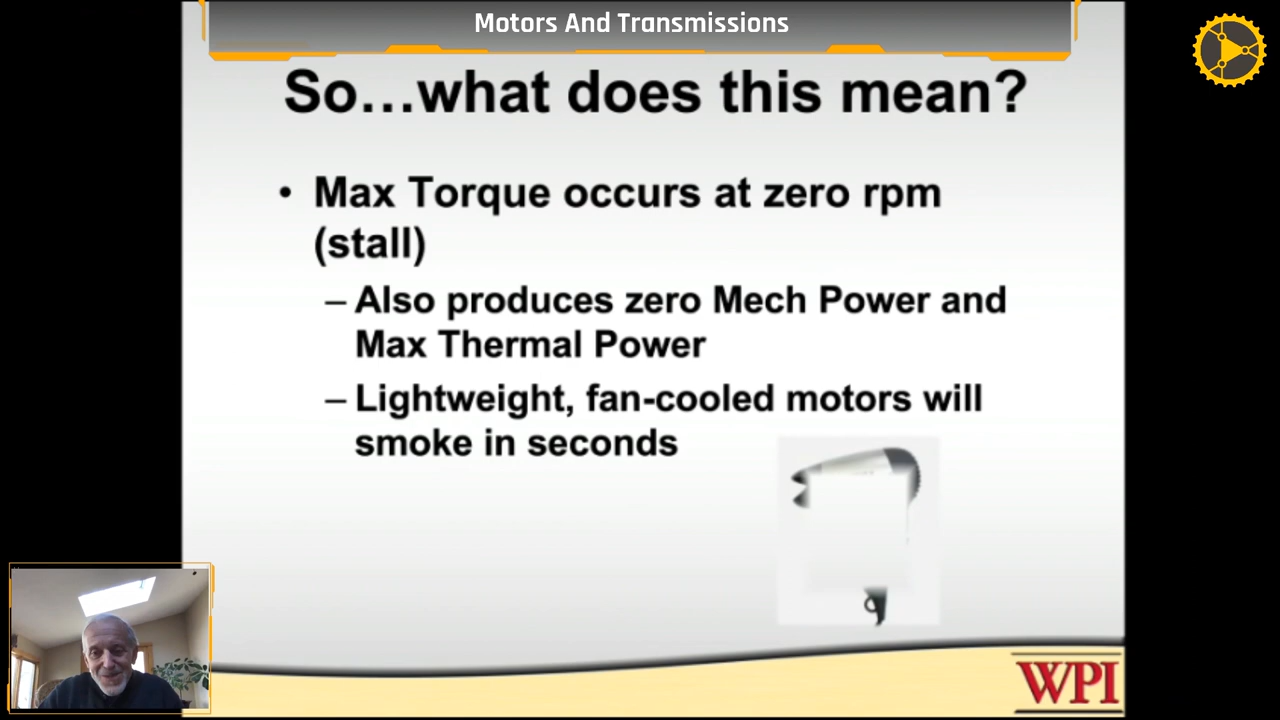 Motors And Transmissions
So…what does this mean?
• Max Torque occurs at zero rpm
(stall)
– Also produces zero Mech Power and
Max Thermal Power
– Lightweight, fan-cooled motors will
smoke in seconds
WPI